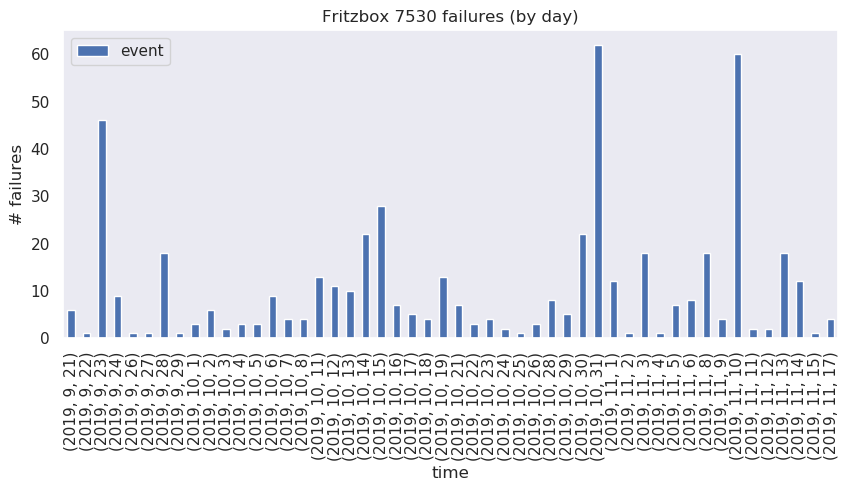 Fritzbox 7530 failures (by day)
event
# failures
60
50
40
30
20
10
0
(2019, 9, 21)
(2019, 9, 22)
(2019, 9, 23)
(2019, 9, 24)
(2019, 9, 26)
(2019, 9, 27)
(2019, 9, 28)
(2019, 9, 29)
(2019, 10, 1)
(2019, 10, 2)
(2019, 10, 3)
(2019, 10, 4)
(2019, 10, 5)
(2019, 10, 6)
(2019, 10, 7)
(2019, 10, 8)
(2019, 10, 11)
(2019, 10, 12)
(2019, 10, 13)
(2019, 10, 14)
(2019, 10, 15)
(2019, 10, 16)
(2019, 10, 17)
(2019, 10, 18)
(2019, 10, 19)
(2019, 10, 21)
(2019, 10, 22)
(2019, 10, 23)
(2019, 10, 24)
(2019, 10, 25)
(2019, 10, 26)
(2019, 10, 28)
(2019, 10, 29)
(2019, 10, 30)
(2019, 10, 31)
(2019, 11, 1)
(2019, 11, 2)
(2019, 11, 3)
(2019, 11, 4)
(2019, 11, 5)
(2019, 11, 6)
(2019, 11, 8)
(2019, 11, 9)
(2019, 11, 10)
(2019, 11, 11)
(2019, 11, 12)
(2019, 11, 13)
(2019, 11, 14)
(2019, 11, 15)
(2019, 11, 17)
time